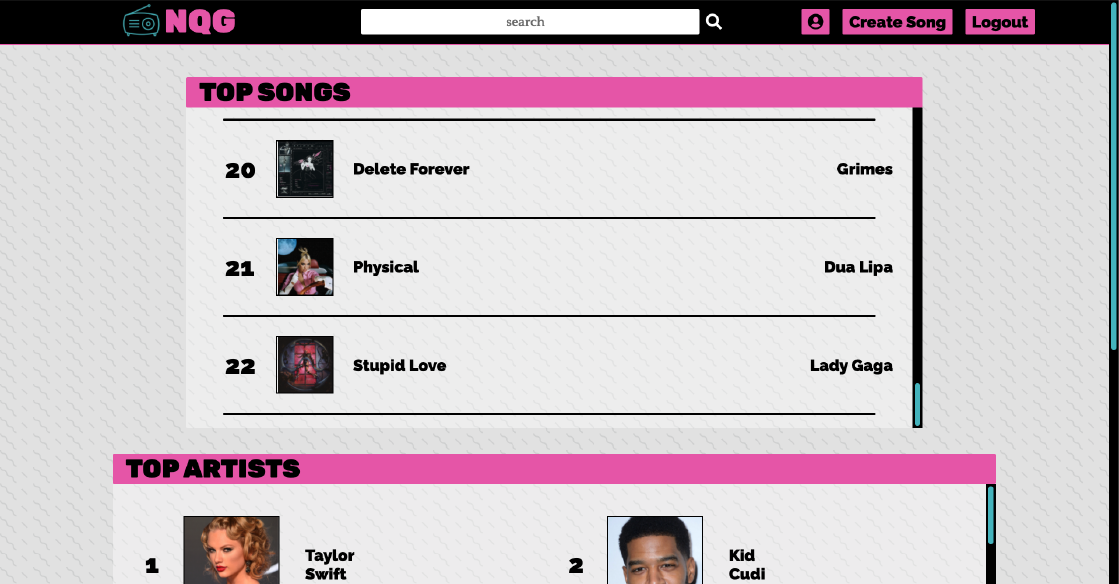 NQG
search
Create Song
Logout
TOP SONGS
20 Delete Forever Grimes
21 Physical Dua Lipa
22 Stupid Love Lady Gaga
TOP ARTISTS
1 Taylor
Swift
2 Kid
Cudi